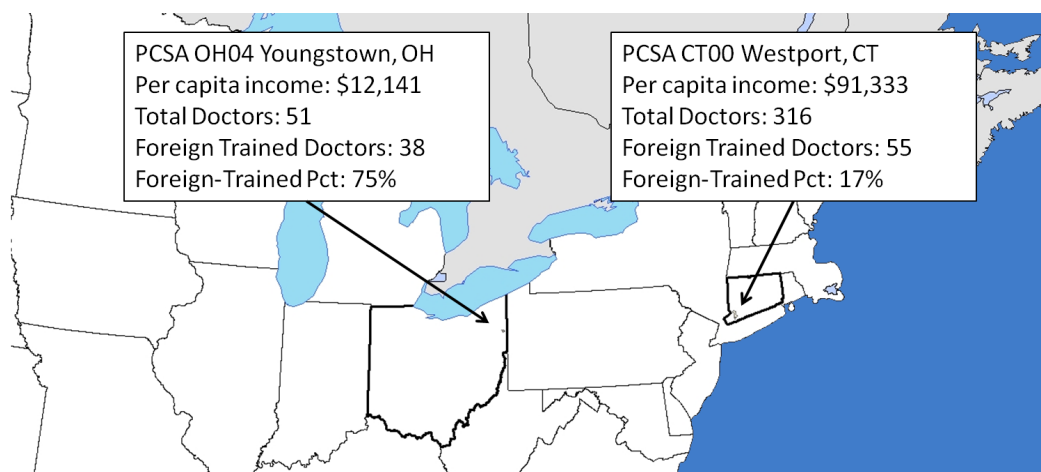 PCSA OH04 Youngstown, OH
Per capita income: $12,141
Total Doctors: 51
Foreign Trained Doctors: 38
Foreign-Trained Pct: 75%
PCSA CT00 Westport, CT
Per capita income: $91,333
Total Doctors: 316
Foreign Trained Doctors: 55
Foreign-Trained Pct: 17%